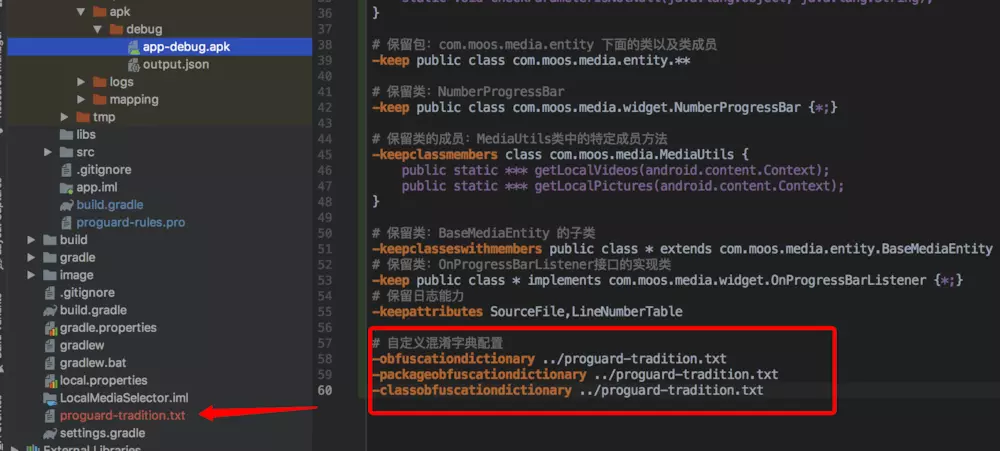 apk
debug
app-debug.apk
output.json
logs
mapping
tmp
libs
src
.gitignore
app.iml
build.gradle
proguard-rules.pro
build
gradle
image
.gitignore
build.gradle
gradle.properties
gradlew
gradlew.bat
local.properties
LocalMediaSelector.iml
proguard-tradition.txt
settings.gradle
External Libraries
36 }
37
38 # 保留包：com.moos.media.entity 下面的类以及类成员
39 -keep public class com.moos.media.entity.**
40
41 # 保留类：NumberProgressBar
42 -keep public class com.moos.media.widget.NumberProgressBar {*;}
43
44 # 保留类的成员：MediaUtils类中的特定成员方法
45 -keepclassmembers class com.moos.media.MediaUtils {
46 public static *** getLocalVideos(android.content.Context);
47 public static *** getLocalPictures(android.content.Context);
48 }
49
50 # 保留类：BaseMediaEntity 的子类
51 -keepclasseswithmembers public class * extends com.moos.media.entity.BaseMediaEntity
52 # 保留类：OnProgressBarListener接口的实现类
53 -keep public class * implements com.moos.media.widget.OnProgressBarListener {*;}
54 # 保留日志能力
55 -keepattributes SourceFile,LineNumberTable
56
57 # 自定义混淆字典配置
58 -obfuscationdictionary ../proguard-tradition.txt
59 -packageobfuscationdictionary ../proguard-tradition.txt
60 -classobfuscationdictionary ../proguard-tradition.txt